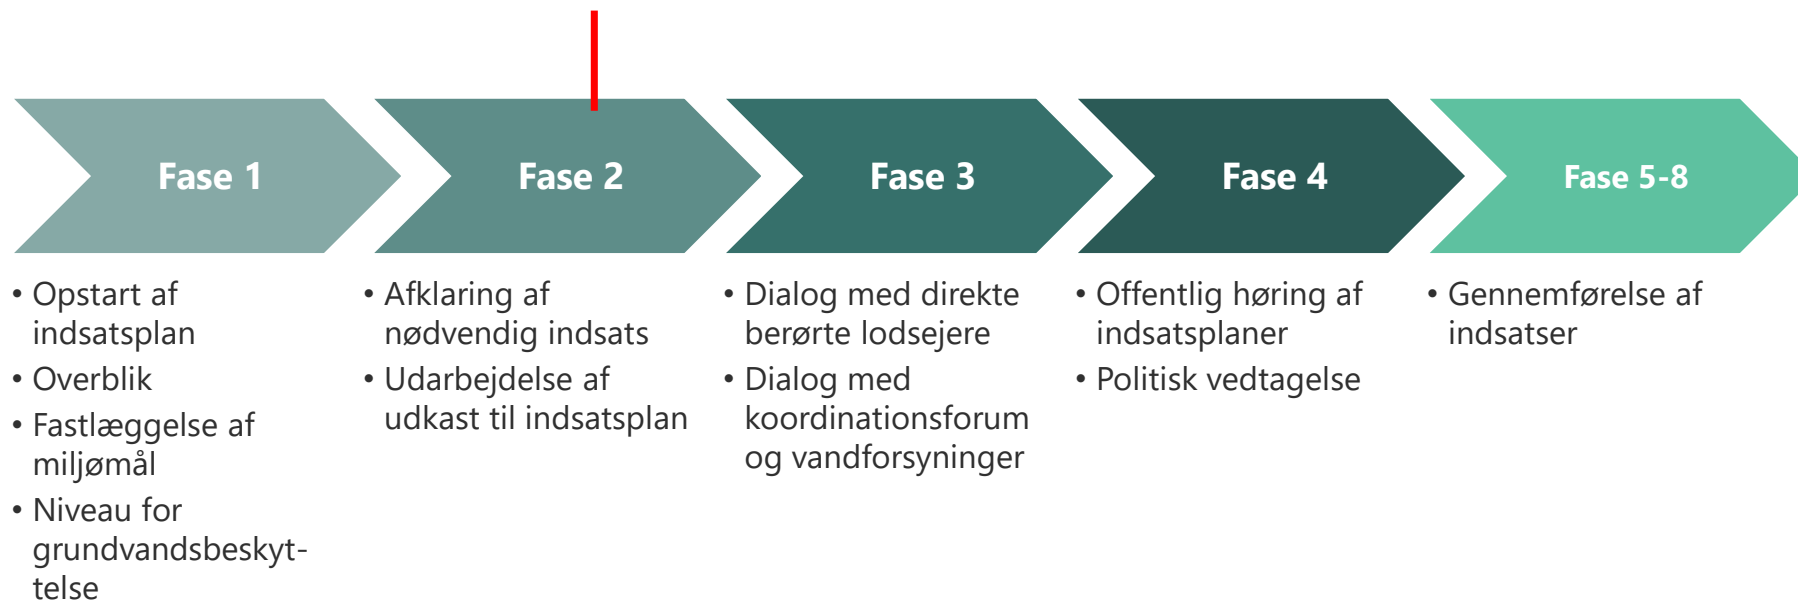 Fase 1
Fase 2
Fase 3
Fase 4
Fase 5-8
• Opstart af
indsatsplan
• Overblik
• Fastlæggelse af
miljømål
• Niveau for
grundvandsbeskyt-
telse
• Afklaring af
nødvendig indsats
• Udarbejdelse af
udkast til indsatsplan
• Dialog med direkte
berørte lodsejere
• Dialog med
koordinationsforum
og vandforsyninger
• Offentlig høring af
indsatsplaner
• Politisk vedtagelse
• Gennemførelse af
indsatser